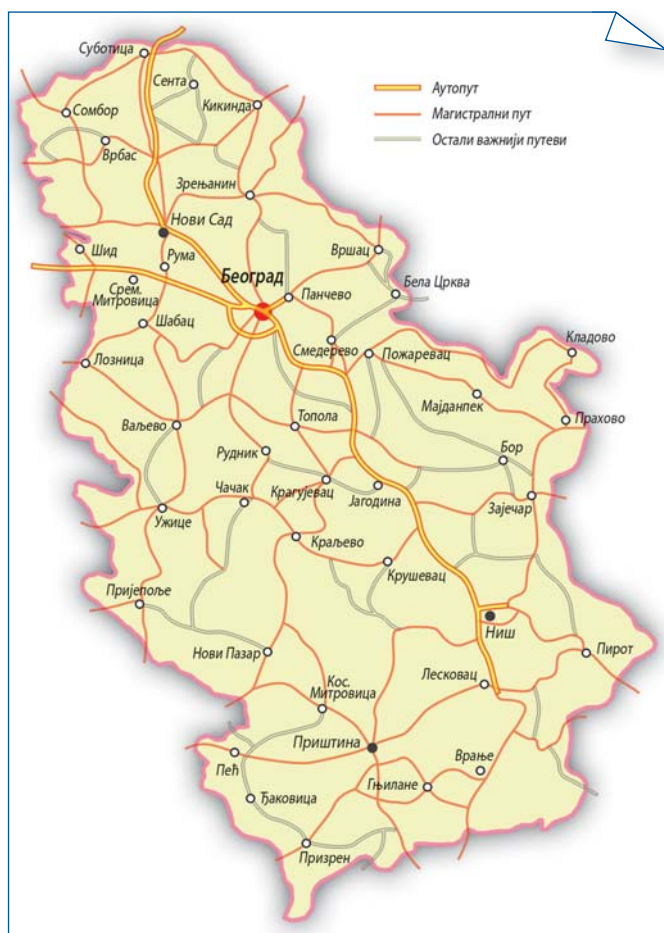 Суботица
Сента
Кикинда
Сомбор
Врбас
Аутопут
Магистрални пут
Остали важнији путеви
Зрењанин
Нови Сад
Вршац
Шид
Рума
Београд
Бела Црква
Срем.
Митровица
Панчево
Шабац
Смедерево
Пожаревац
Кладово
Лозница
Мајданпек
Прахово
Ваљево
Топола
Рудник
Бор
Чачак
Крагујевац
Јагодина
Зајечар
Ужице
Краљево
Крушевац
Пријепоље
Ниш
Нови Пазар
Пирот
Лесковац
Кос.
Митровица
Приштина
Врање
Пећ
Гњилане
Ђаковица
Призрен